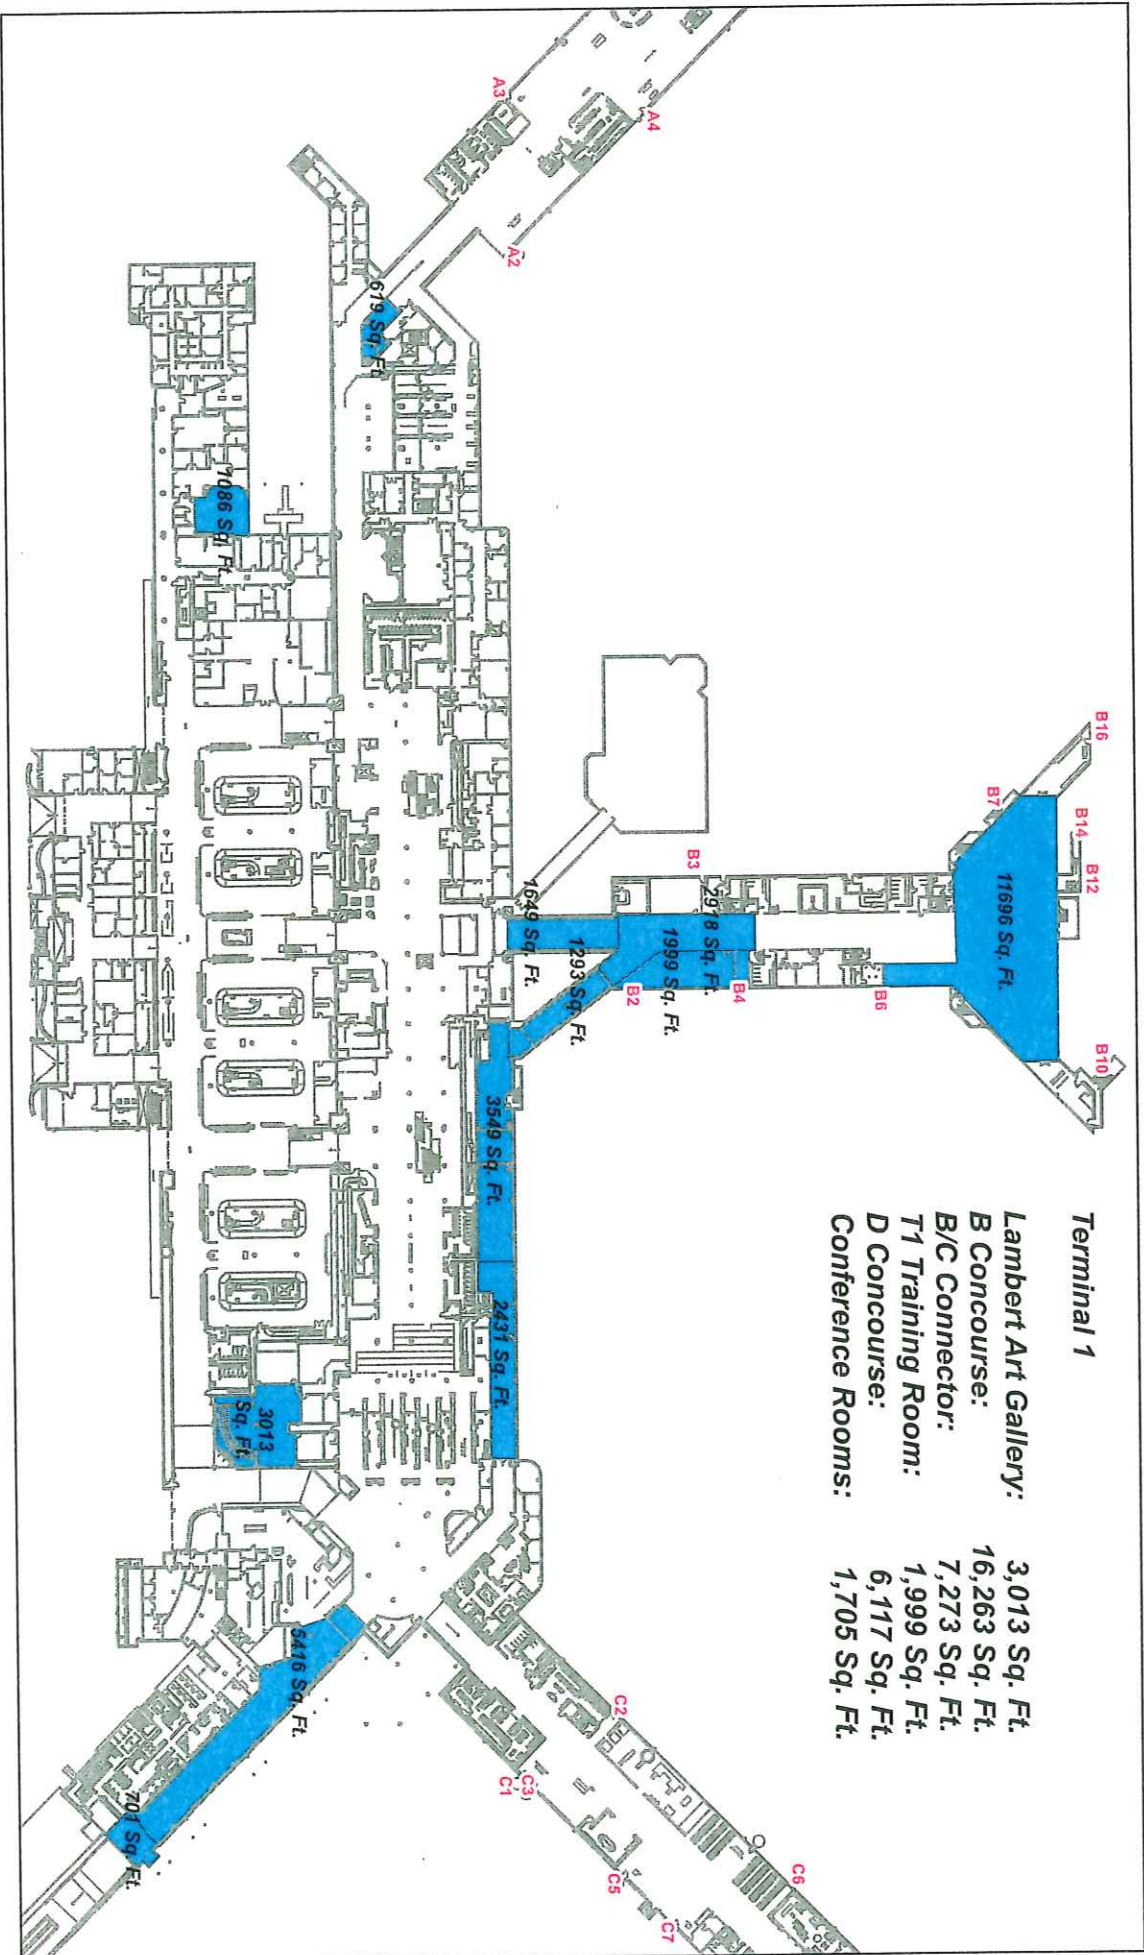 Terminal 1
Lambert Art Gallery: 3,013 Sq. Ft.
B Concourse: 16,263 Sq. Ft.
B/C Connector: 7,273 Sq. Ft.
T1 Training Room: 1,999 Sq. Ft.
D Concourse: 6,117 Sq. Ft.
Conference Rooms: 1,705 Sq. Ft.
B16
B14
B12
B10
B7
11696 Sq. Ft.
B6
B3
B4
2918 Sq. Ft.
1999 Sq. Ft.
B2
1649 Sq. Ft.
1293 Sq. Ft.
A4
A3
A2
619 Sq. Ft.
1086 Sq. Ft.
3549 Sq. Ft.
2431 Sq. Ft.
3013
Sq. Ft.
5416 Sq. Ft.
701 Sq. Ft.
C2
C6
C3
C1
C5
C7